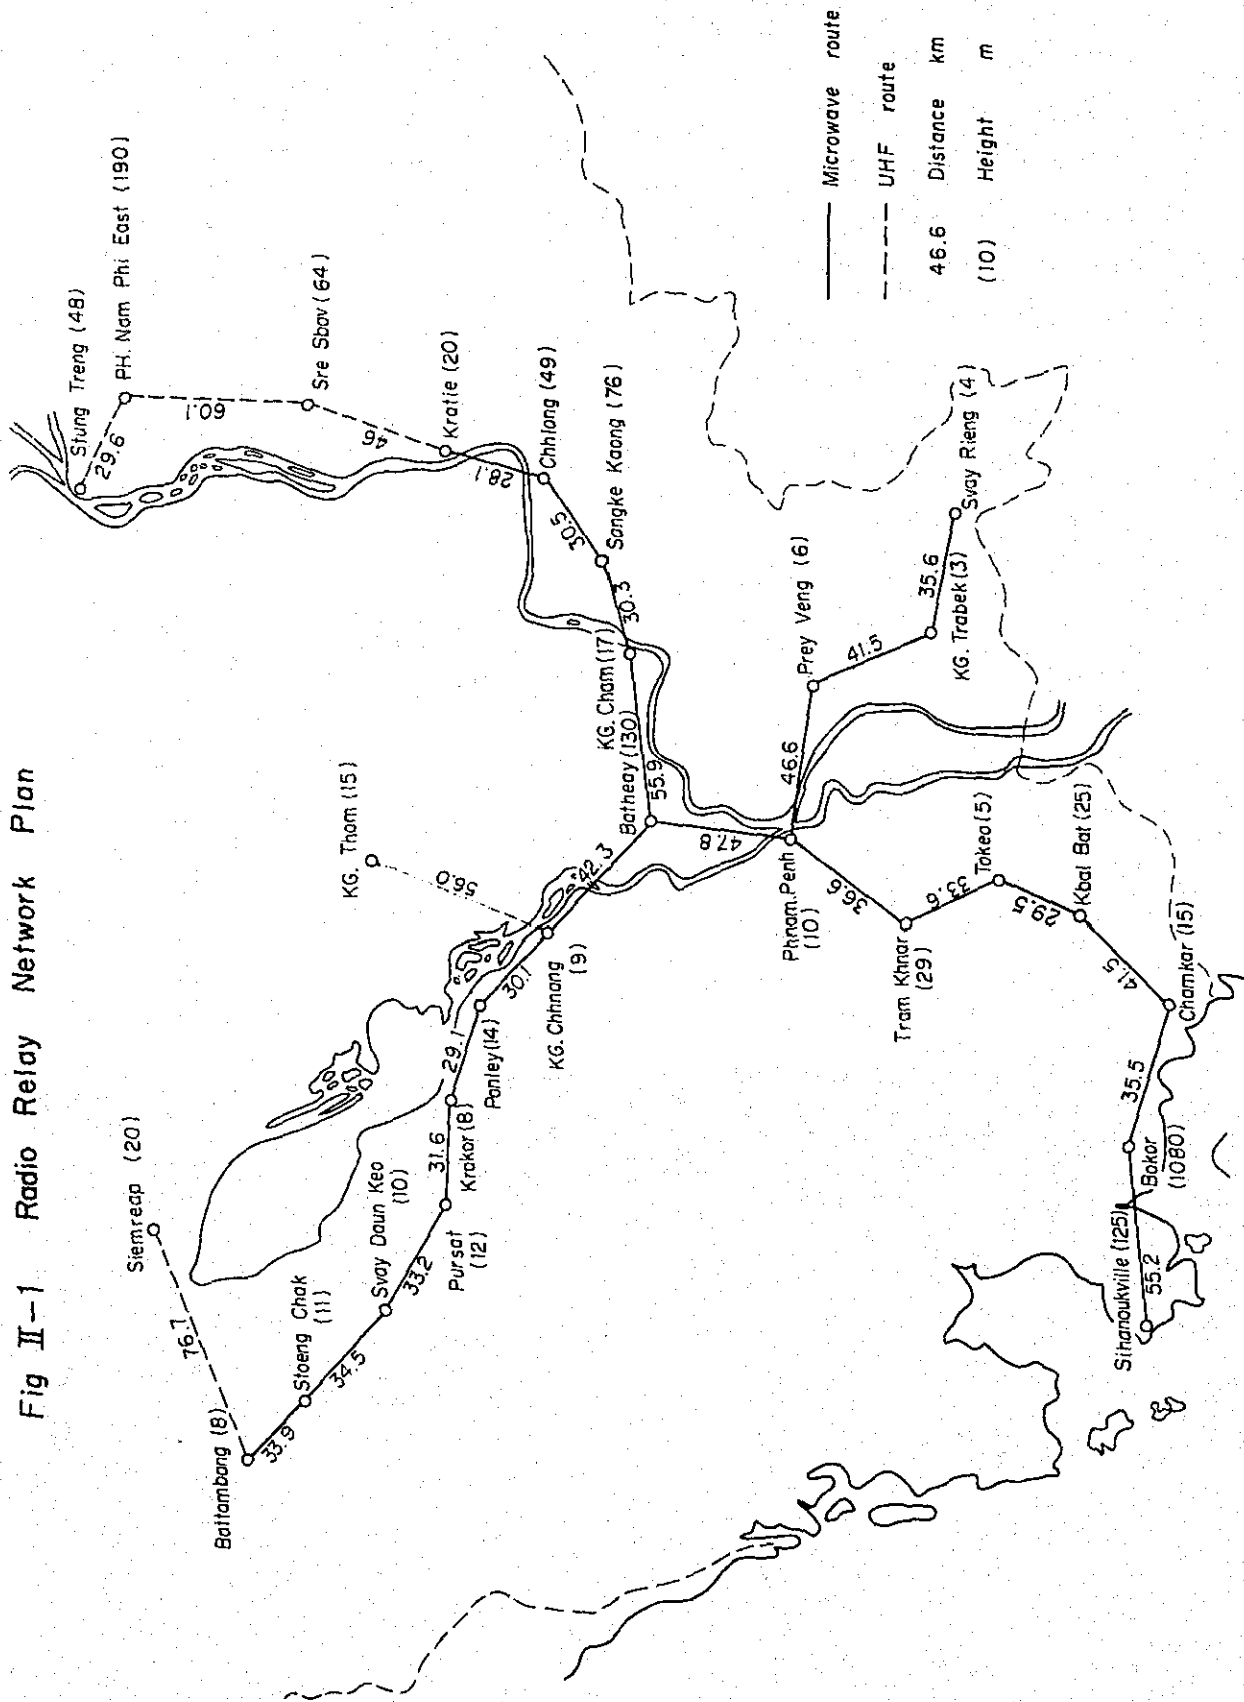 Fig II-1 Radio Relay Network Plan
Stung Treng (48)
29.6
PH. Nam Phi East (190)
60.1
Sre Sbov (64)
46
Kratie (20)
28.1
Chhlong (49)
30.5
Sangke Kaong (76)
30.3
KG. Cham (17)
55.9
Batheay (130)
KG. Thom (15)
56.0
42.3
47.8
Siemreap (20)
76.7
Battambang (8)
33.9
Stoeng Chak
(11)
34.5
Svay Daun Keo
(10)
33.2
Pursat
(12)
31.6
Krakor (8)
29.1
Ponley (14)
30.1
KG. Chhnang
(9)
Phnom. Penh
(10)
46.6
Prey Veng (6)
41.5
KG. Trabek (3)
35.6
Svay Rieng (4)
36.6
Tram Khnar
(29)
33.6
Takeo (5)
29.5
Kbal Bat (25)
41.5
Chamkar (15)
35.5
Bokor
(1080)
55.2
Sihanoukville (125)
Microwave route
UHF route
46.6 Distance km
(10) Height m